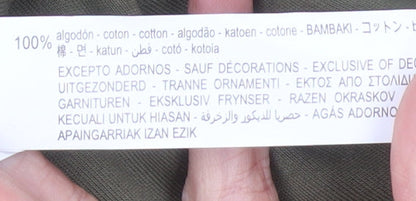 100% algodón - coton - cotton - algodão - katoen - cotone - BAMBAKI - コットン -
棉 - 면 - katun - قطن - cotó - kotoia
EXCEPTO ADORNOS - SAUF DÉCORATIONS - EXCLUSIVE OF DEC
UITGEZONDERD - TRANNE ORNAMENTI - ΕΚΤΟΣ ΑΠΟ ΣΤΟΛΙΔ
GARNITUREN - EKSKLUSIV FRYNSER - RAZEN OKRASKOV
KECUALI UNTUK HIASAN - حصريا للديكور والزخرفة - AGÁS ADORNO
APAINGARRIAK IZAN EZIK